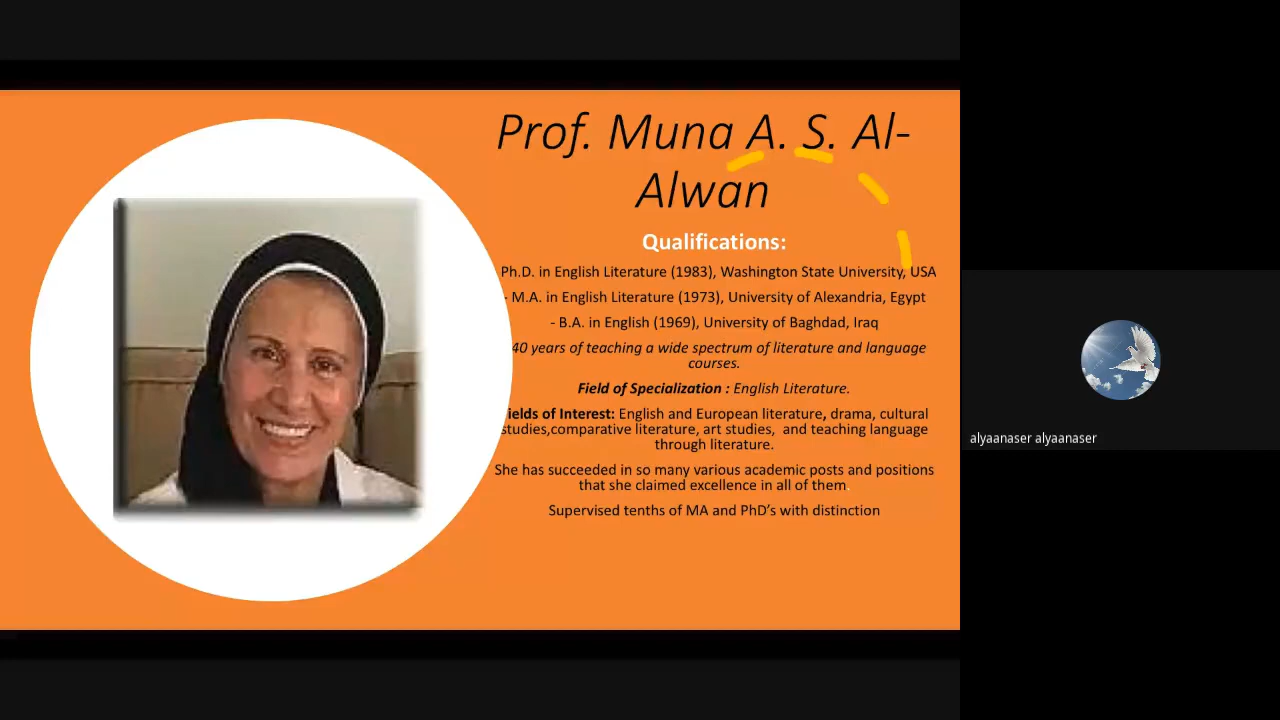 Prof. Muna A. S. Al-
Alwan
Qualifications:
Ph.D. in English Literature (1983), Washington State University, USA
- M.A. in English Literature (1973), University of Alexandria, Egypt
- B.A. in English (1969), University of Baghdad, Iraq
40 years of teaching a wide spectrum of literature and language
courses.
Field of Specialization : English Literature.
ields of Interest: English and European literature, drama, cultural
studies,comparative literature, art studies, and teaching language
through literature.
She has succeeded in so many various academic posts and positions
that she claimed excellence in all of them.
Supervised tenths of MA and PhD's with distinction
alyaanaser alyaanaser